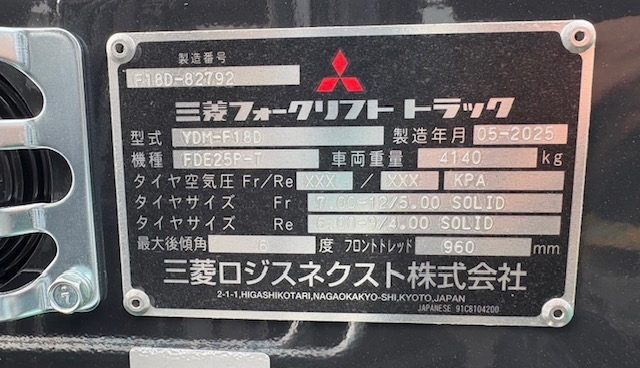 製造番号
F18D-82792
三菱フォークリフトトラック
型式 YDM-F18D 製造年月 05-2025
機種 FDE25P-T 車両重量 4140 kg
タイヤ空気圧 Fr/Re XXX / XXX KPA
タイヤサイズ Fr 7.00-12/5.00 SOLID
タイヤサイズ Re 6.00-9/4.00 SOLID
最大後傾角 6 度 フロントトレッド 960 mm
三菱ロジスネクスト株式会社
2-1-1,HIGASHIKOTARI,NAGAOKAKYO-SHI,KYOTO,JAPAN
JAPANESE 91C8104200